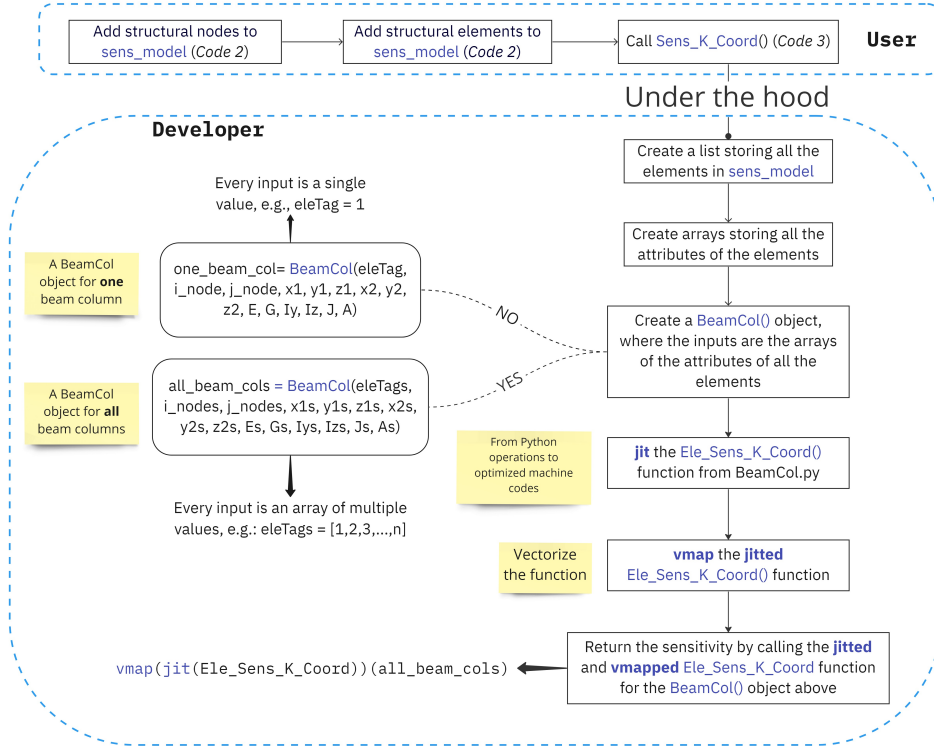 Add structural nodes to
sens_model (Code 2)
Add structural elements to
sens_model (Code 2)
Call Sens_K_Coord() (Code 3)
User
Under the hood
Developer
Create a list storing all the
elements in sens_model
Every input is a single
value, e.g., eleTag = 1
Create arrays storing all the
attributes of the elements
A BeamCol
object for one
beam column
one_beam_col= BeamCol(eleTag,
i_node, j_node, x1, y1, z1, x2, y2,
z2, E, G, Iy, Iz, J, A)
NO
Create a BeamCol() object,
where the inputs are the arrays
of the attributes of all the
elements
YES
A BeamCol
object for all
beam columns
all_beam_cols = BeamCol(eleTags,
i_nodes, j_nodes, x1s, y1s, z1s, x2s,
y2s, z2s, Es, Gs, Iys, Izs, Js, As)
From Python
operations to
optimized machine
codes
jit the Ele_Sens_K_Coord()
function from BeamCol.py
Every input is an array of multiple
values, e.g.: eleTags = [1,2,3,...,n]
Vectorize
the function
vmap the jitted
Ele_Sens_K_Coord() function
Return the sensitivity by calling the jitted
and vmapped Ele_Sens_K_Coord function
for the BeamCol() object above
vmap(jit(Ele_Sens_K_Coord))(all_beam_cols)